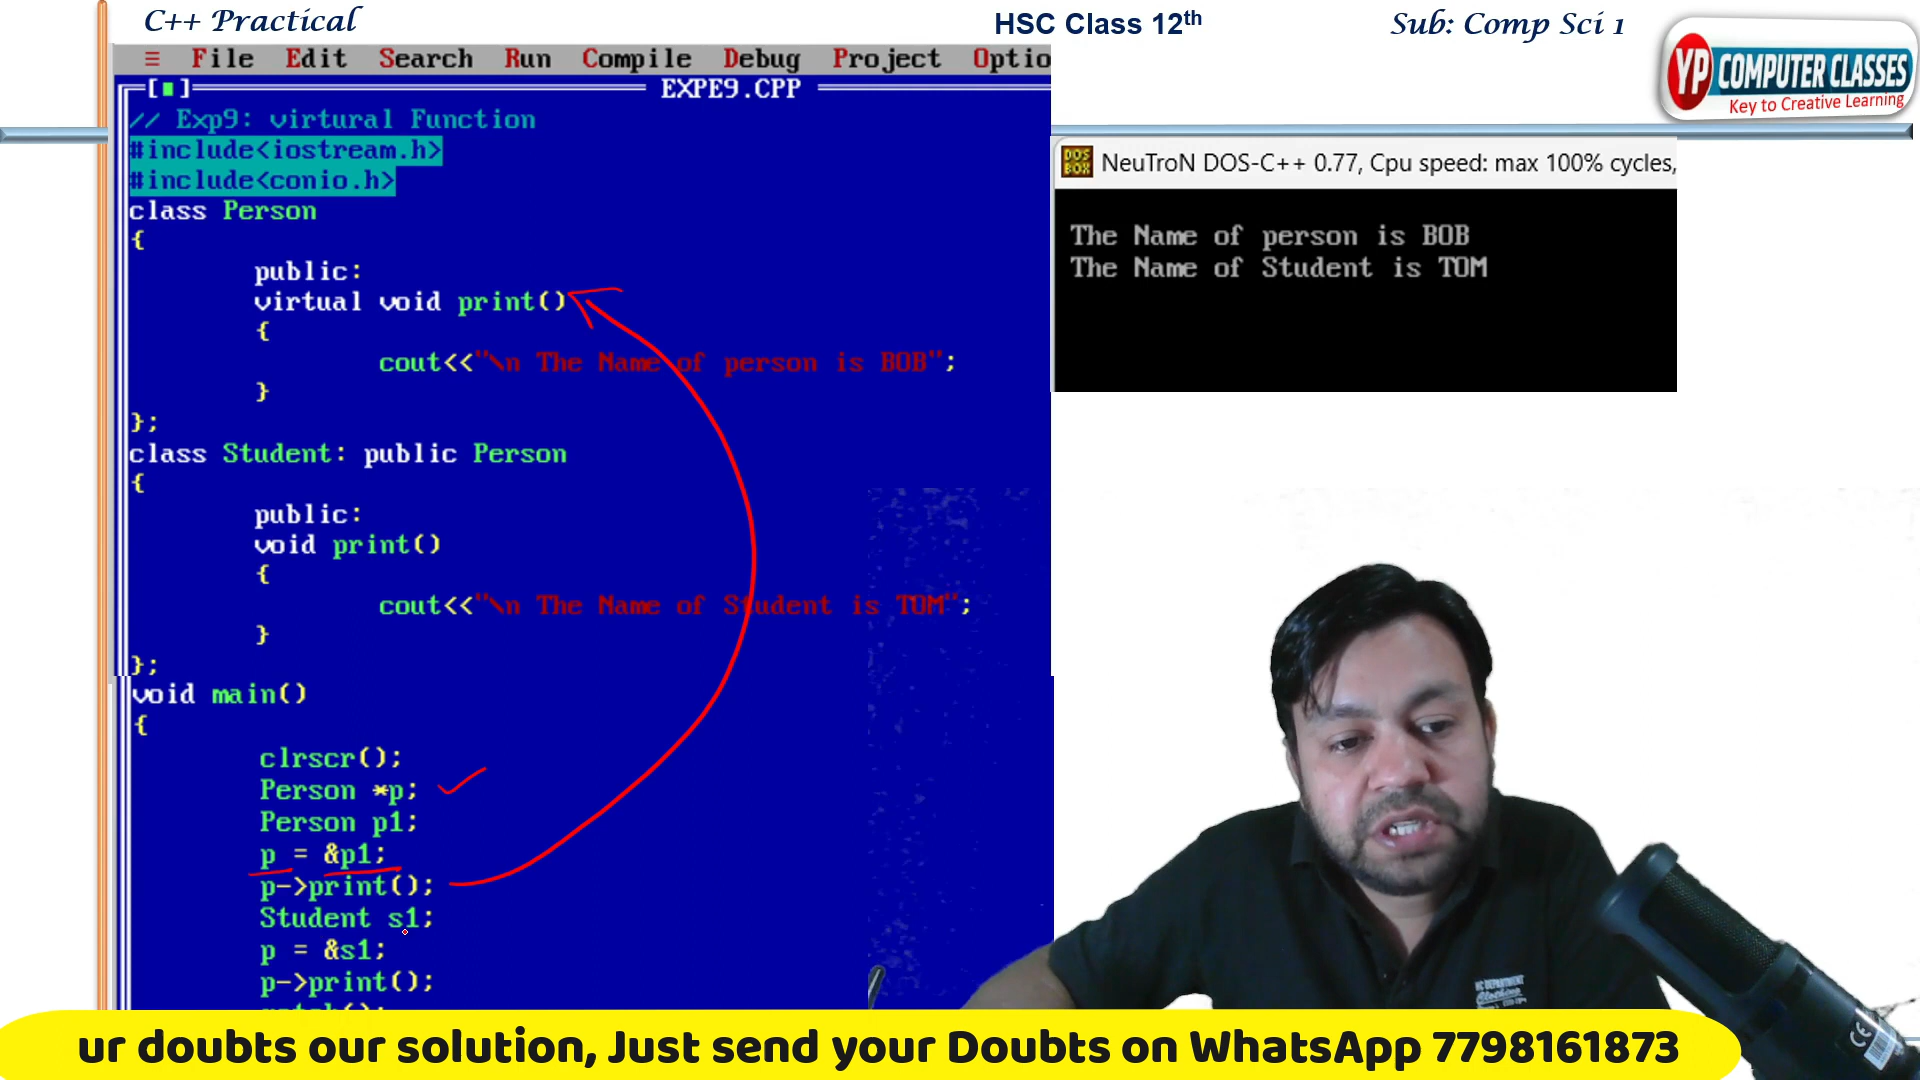 C++ Practical
HSC Class 12th
Sub: Comp Sci 1
YP COMPUTER CLASSES
Key to Creative Learning
≡ File Edit Search Run Compile Debug Project Optio
[■] EXPE9.CPP
// Exp9: virtural Function
#include<iostream.h>
#include<conio.h>
class Person
{
public:
virtual void print()
{
cout<<"\n The Name of person is BOB";
}
};
class Student: public Person
{
public:
void print()
{
cout<<"\n The Name of Student is TOM";
}
};
void main()
{
clrscr();
Person *p;
Person p1;
p = &p1;
p->print();
Student s1;
p = &s1;
p->print();
DOS BOX NeuTroN DOS-C++ 0.77, Cpu speed: max 100% cycles,
The Name of person is BOB
The Name of Student is TOM
ur doubts our solution, Just send your Doubts on WhatsApp 7798161873